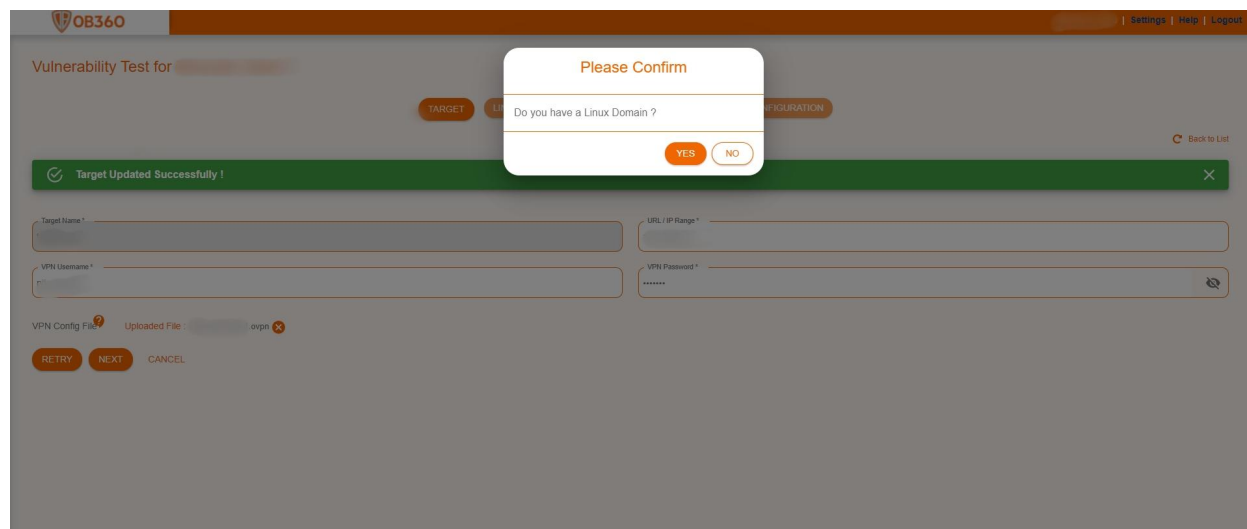 OB360
| Settings | Help | Logout
Vulnerability Test for
Please Confirm
Do you have a Linux Domain ?
YES NO
TARGET
Back to List
Target Updated Successfully !
Target Name *
URL / IP Range *
VPN Username *
VPN Password *
•••••••
VPN Config File ?
Uploaded File : ovpn
RETRY NEXT CANCEL